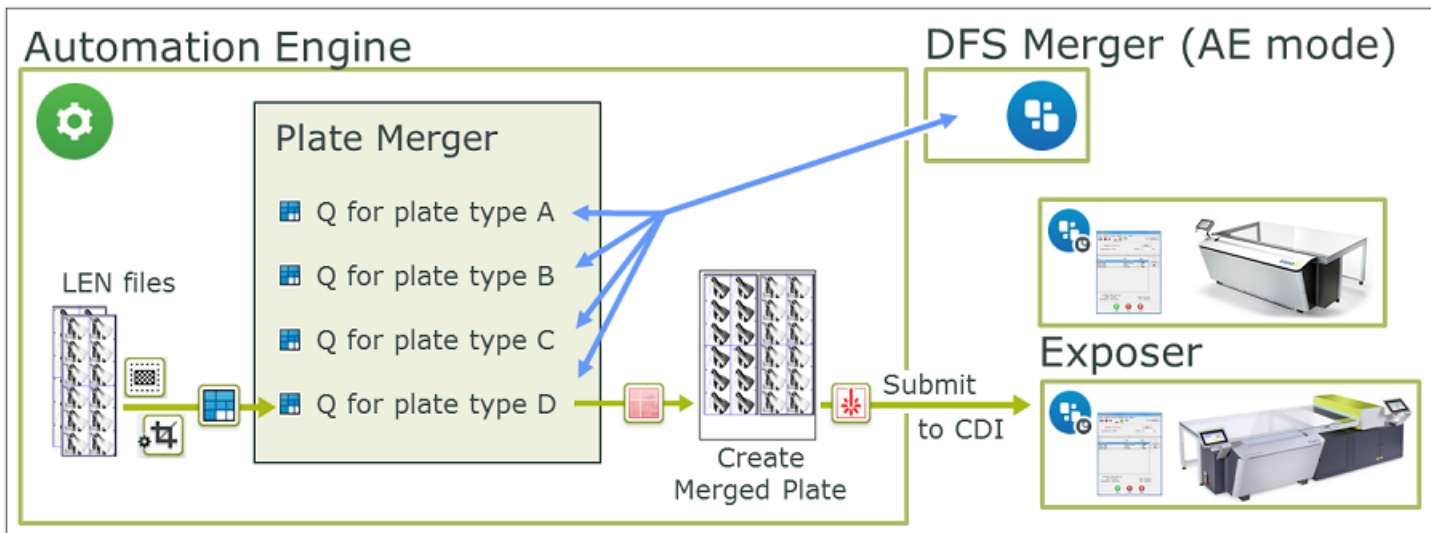 Automation Engine
DFS Merger (AE mode)
Plate Merger
Q for plate type A
Q for plate type B
Q for plate type C
Q for plate type D
LEN files
Create
Merged Plate
Submit
to CDI
Exposer